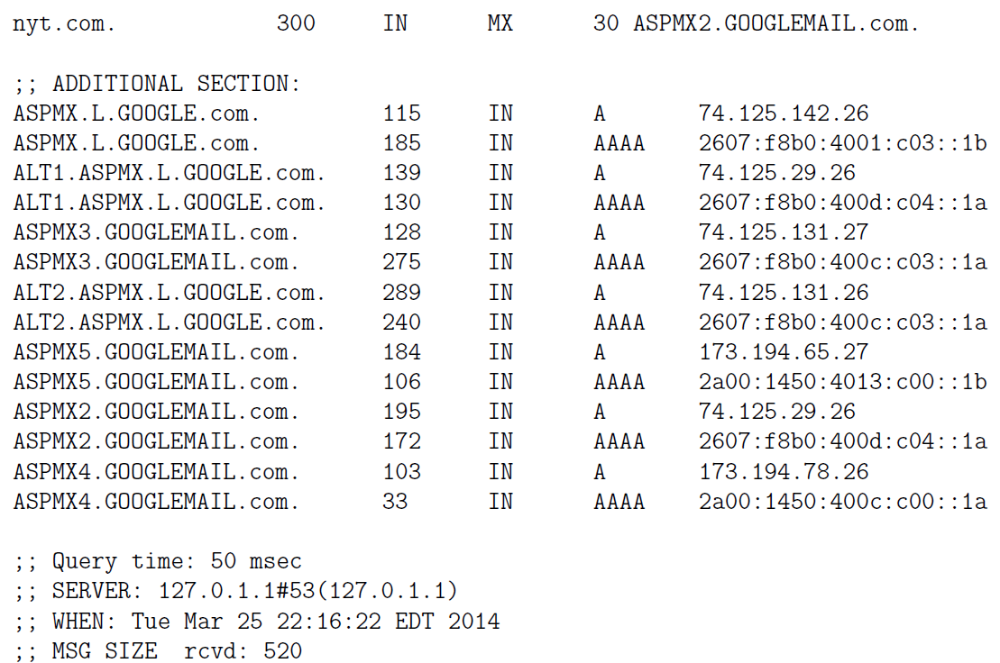 nyt.com. 300 IN MX 30 ASPMX2.GOOGLEMAIL.com.
;; ADDITIONAL SECTION:
ASPMX.L.GOOGLE.com. 115 IN A 74.125.142.26
ASPMX.L.GOOGLE.com. 185 IN AAAA 2607:f8b0:4001:c03::1b
ALT1.ASPMX.L.GOOGLE.com. 139 IN A 74.125.29.26
ALT1.ASPMX.L.GOOGLE.com. 130 IN AAAA 2607:f8b0:400d:c04::1a
ASPMX3.GOOGLEMAIL.com. 128 IN A 74.125.131.27
ASPMX3.GOOGLEMAIL.com. 275 IN AAAA 2607:f8b0:400c:c03::1a
ALT2.ASPMX.L.GOOGLE.com. 289 IN A 74.125.131.26
ALT2.ASPMX.L.GOOGLE.com. 240 IN AAAA 2607:f8b0:400c:c03::1a
ASPMX5.GOOGLEMAIL.com. 184 IN A 173.194.65.27
ASPMX5.GOOGLEMAIL.com. 106 IN AAAA 2a00:1450:4013:c00::1b
ASPMX2.GOOGLEMAIL.com. 195 IN A 74.125.29.26
ASPMX2.GOOGLEMAIL.com. 172 IN AAAA 2607:f8b0:400d:c04::1a
ASPMX4.GOOGLEMAIL.com. 103 IN A 173.194.78.26
ASPMX4.GOOGLEMAIL.com. 33 IN AAAA 2a00:1450:400c:c00::1a
;; Query time: 50 msec
;; SERVER: 127.0.1.1#53(127.0.1.1)
;; WHEN: Tue Mar 25 22:16:22 EDT 2014
;; MSG SIZE rcvd: 520